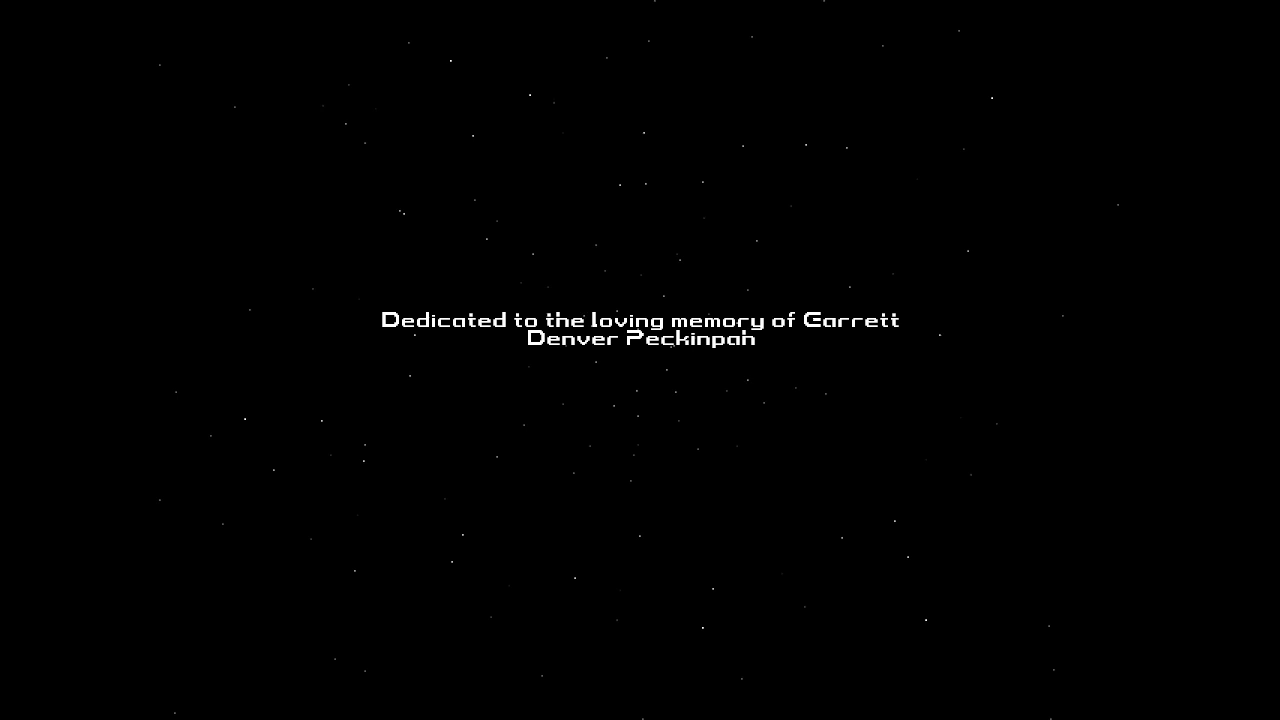 Dedicated to the loving memory of Garrett
Denver Peckinpah